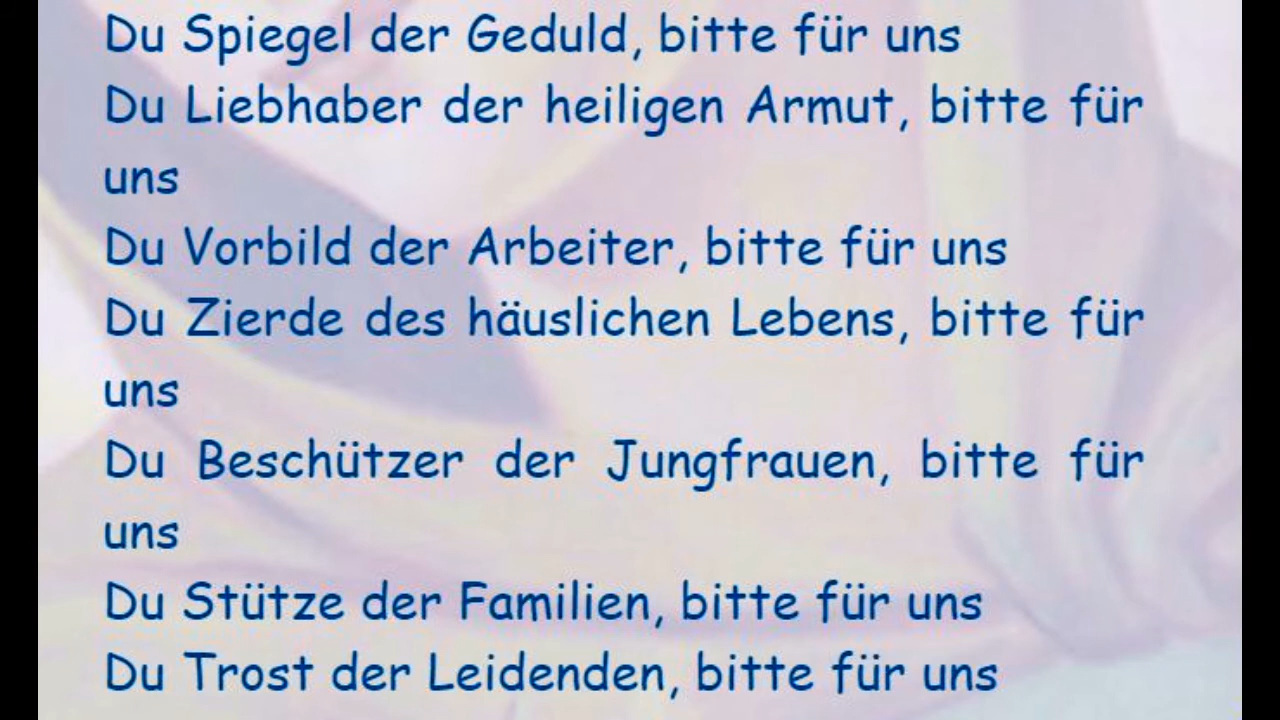 Du Spiegel der Geduld, bitte für uns
Du Liebhaber der heiligen Armut, bitte für
uns
Du Vorbild der Arbeiter, bitte für uns
Du Zierde des häuslichen Lebens, bitte für
uns
Du Beschützer der Jungfrauen, bitte für
uns
Du Stütze der Familien, bitte für uns
Du Trost der Leidenden, bitte für uns